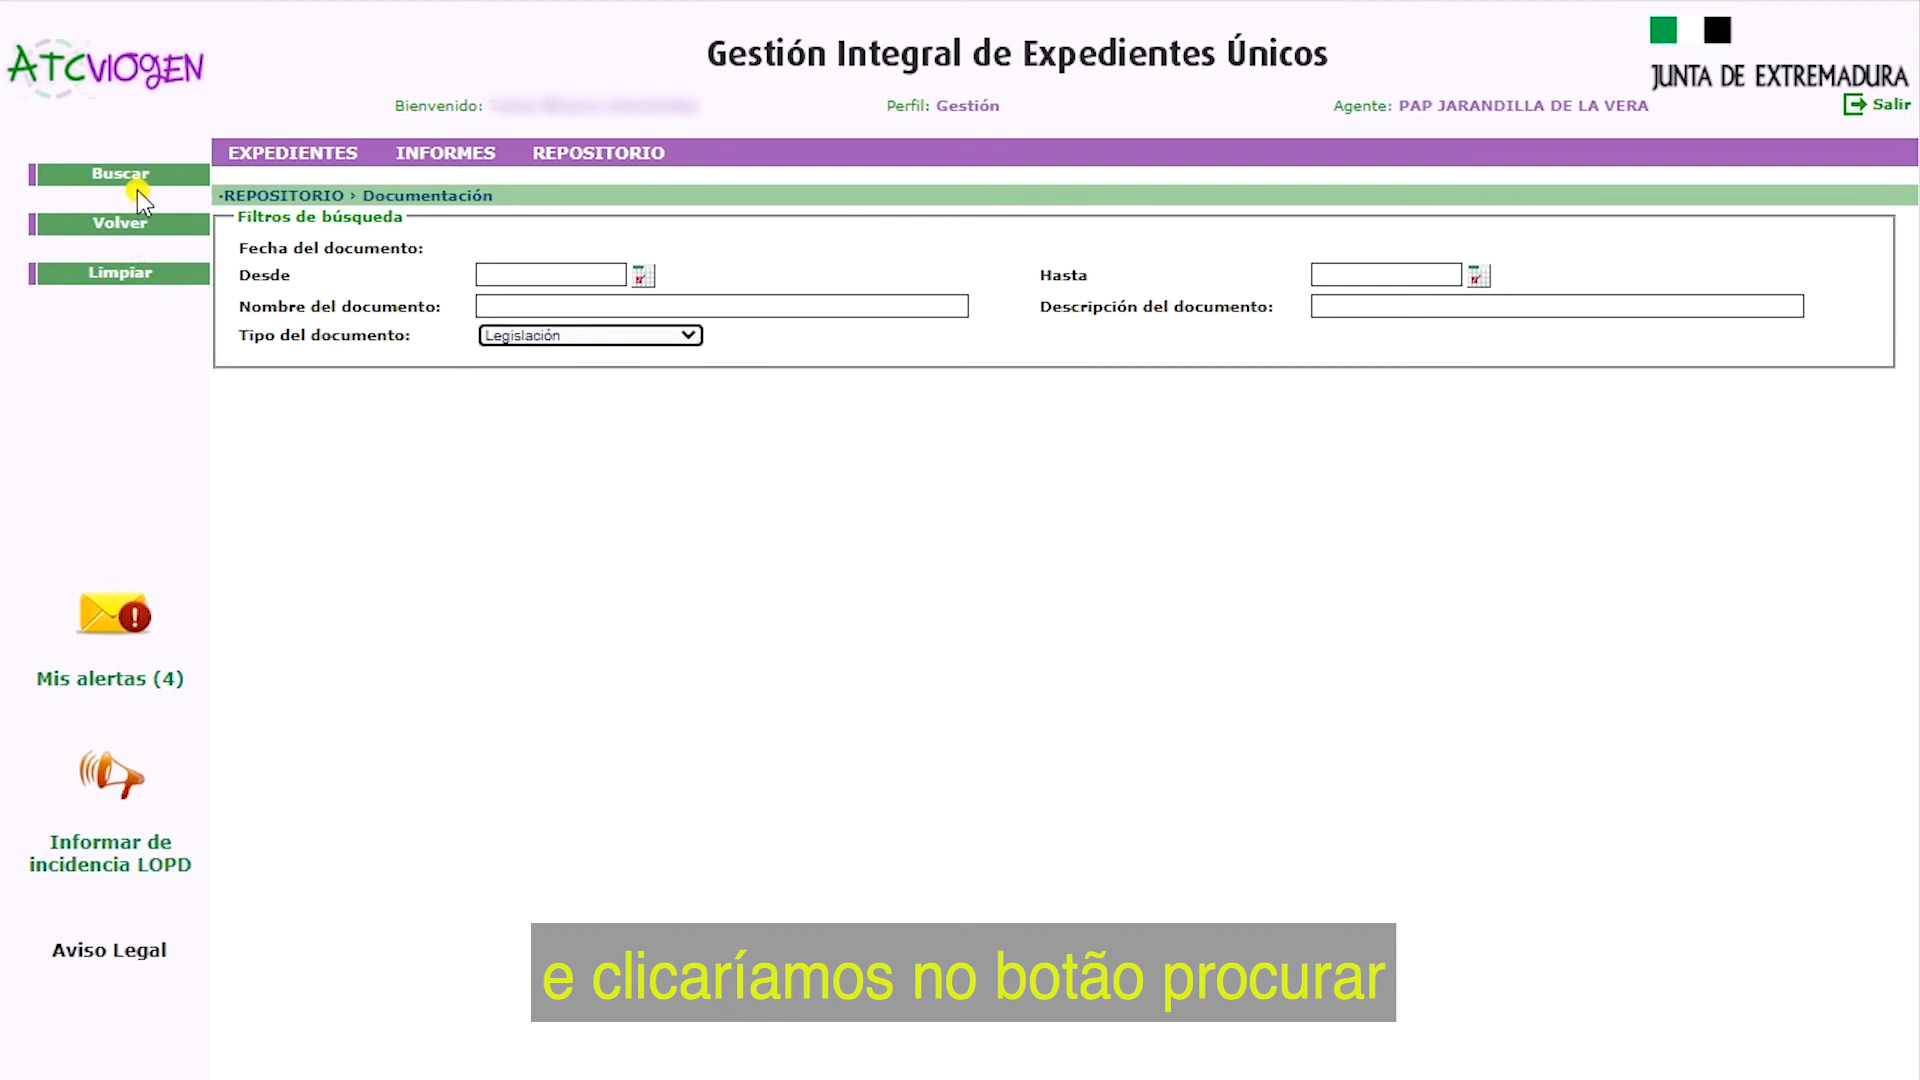 ATCVIOGEN
Gestión Integral de Expedientes Únicos
JUNTA DE EXTREMADURA
Bienvenido:
Perfil: Gestión
Agente: PAP JARANDILLA DE LA VERA
Salir
EXPEDIENTES INFORMES REPOSITORIO
Buscar
Volver
Limpiar
·REPOSITORIO > Documentación
Filtros de búsqueda
Fecha del documento:
Desde
Hasta
Nombre del documento:
Descripción del documento:
Tipo del documento: Legislación
Mis alertas (4)
Informar de
incidencia LOPD
Aviso Legal
e clicaríamos no botão procurar